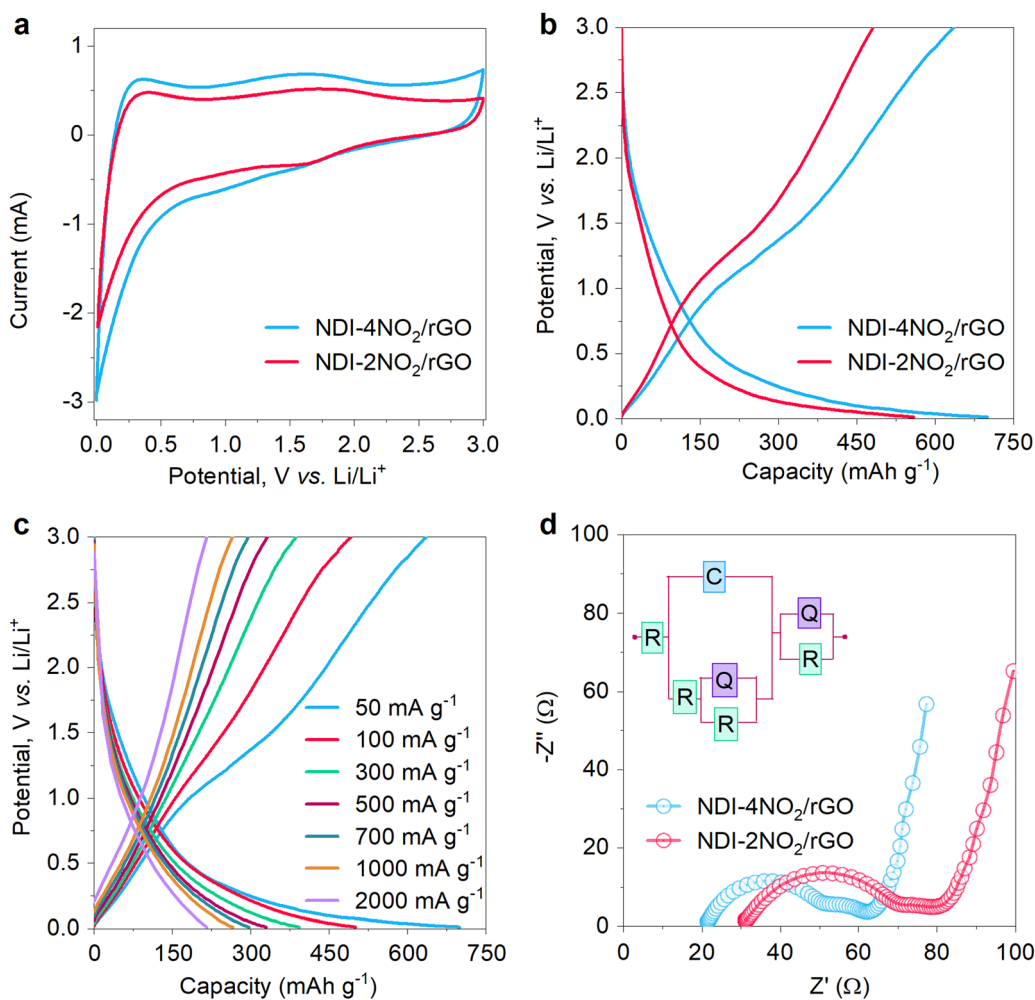 a
1
0
-1
-2
-3
Current (mA)
NDI-4NO₂/rGO
NDI-2NO₂/rGO
0.0 0.5 1.0 1.5 2.0 2.5 3.0
Potential, V vs. Li/Li⁺
b
3.0
2.5
2.0
1.5
1.0
0.5
0.0
Potential, V vs. Li/Li⁺
NDI-4NO₂/rGO
NDI-2NO₂/rGO
0 150 300 450 600 750
Capacity (mAh g⁻¹)
c
3.0
2.5
2.0
1.5
1.0
0.5
0.0
Potential, V vs. Li/Li⁺
50 mA g⁻¹
100 mA g⁻¹
300 mA g⁻¹
500 mA g⁻¹
700 mA g⁻¹
1000 mA g⁻¹
2000 mA g⁻¹
0 150 300 450 600 750
Capacity (mAh g⁻¹)
d
100
80
60
40
20
0
-Z'' (Ω)
C
Q
R
R
Q
R
R
NDI-4NO₂/rGO
NDI-2NO₂/rGO
0 20 40 60 80 100
Z' (Ω)